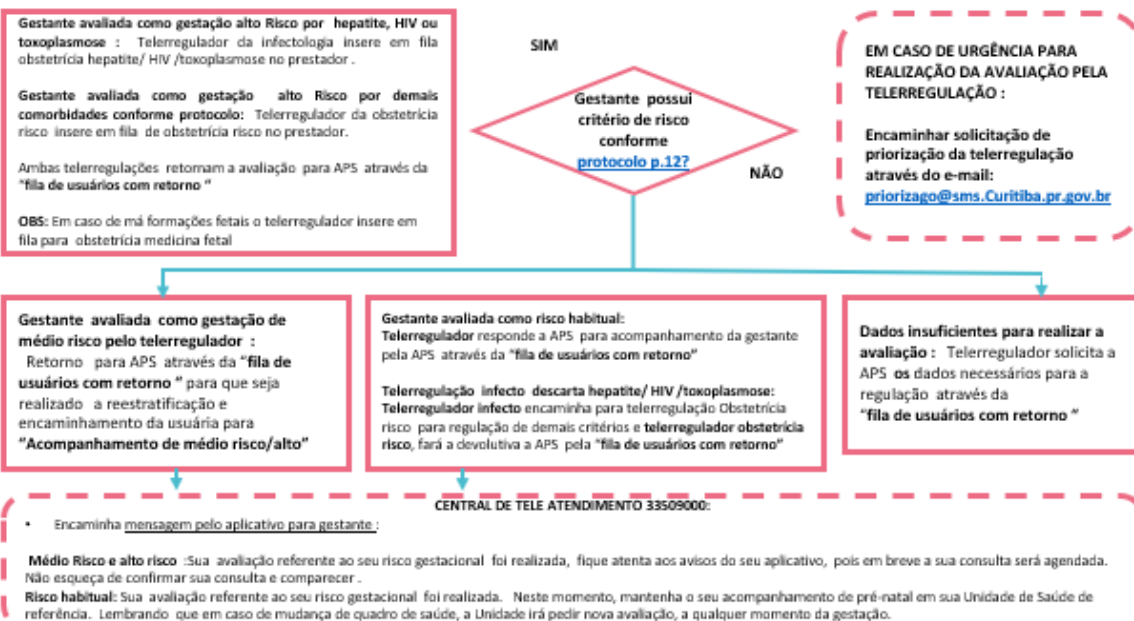 Gestante avaliada como gestação alto Risco por hepatite, HIV ou
toxoplasmose : Telerregulador da infectologia insere em fila
obstetrícia hepatite/ HIV /toxoplasmose no prestador .
Gestante avaliada como gestação alto Risco por demais
comorbidades conforme protocolo: Telerregulador da obstetrícia
risco insere em fila de obstetrícia risco no prestador.
Ambas telerregulações retornam a avaliação para APS através da
"fila de usuários com retorno "
OBS: Em caso de má formações fetais o telerregulador insere em
fila para obstetrícia medicina fetal
SIM
Gestante possui
critério de risco
conforme
protocolo p.12?
NÃO
EM CASO DE URGÊNCIA PARA
REALIZAÇÃO DA AVALIAÇÃO PELA
TELERREGULAÇÃO :
Encaminhar solicitação de
priorização da telerregulação
através do e-mail:
priorizago@sms.Curitiba.pr.gov.br
Gestante avaliada como gestação de
médio risco pelo telerregulador :
Retorno para APS através da "fila de
usuários com retorno " para que seja
realizado a reestratificação e
encaminhamento da usuária para
"Acompanhamento de médio risco/alto"
Gestante avaliada como risco habitual:
Telerregulador responde a APS para acompanhamento da gestante
pela APS através da "fila de usuários com retorno"
Telerregulação infecto descarta hepatite/ HIV /toxoplasmose:
Telerregulador infecto encaminha para telerregulação Obstetrícia
risco para regulação de demais critérios e telerregulador obstetrícia
risco, fará a devolutiva a APS pela "fila de usuários com retorno"
Dados insuficientes para realizar a
avaliação : Telerregulador solicita a
APS os dados necessários para a
regulação através da
"fila de usuários com retorno "
CENTRAL DE TELE ATENDIMENTO 33509000:
• Encaminha mensagem pelo aplicativo para gestante :
Médio Risco e alto risco :Sua avaliação referente ao seu risco gestacional foi realizada, fique atenta aos avisos do seu aplicativo, pois em breve a sua consulta será agendada.
Não esqueça de confirmar sua consulta e comparecer .
Risco habitual: Sua avaliação referente ao seu risco gestacional foi realizada. Neste momento, mantenha o seu acompanhamento de pré-natal em sua Unidade de Saúde de
referência. Lembrando que em caso de mudança de quadro de saúde, a Unidade irá pedir nova avaliação, a qualquer momento da gestação.